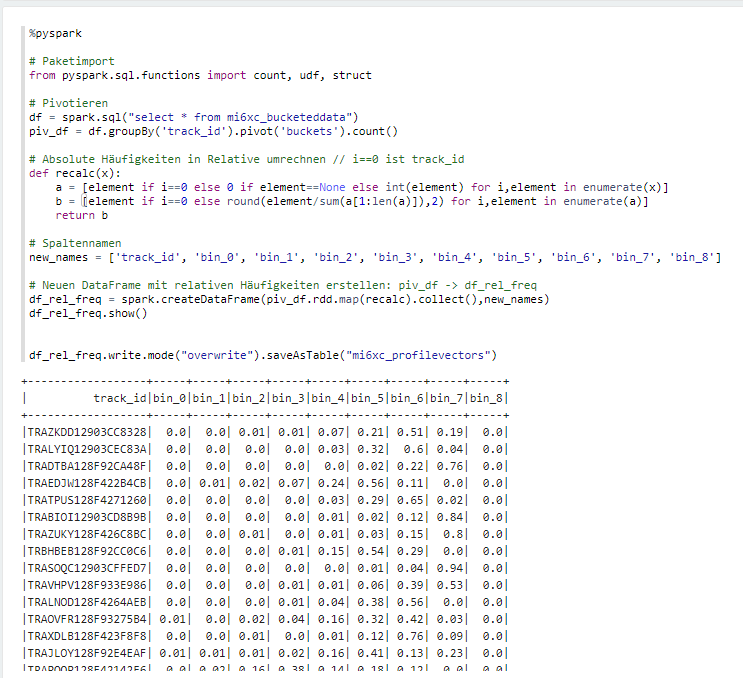 %pyspark
# Paketimport
from pyspark.sql.functions import count, udf, struct
# Pivotieren
df = spark.sql("select * from mi6xc_bucketeddata")
piv_df = df.groupBy('track_id').pivot('buckets').count()
# Absolute Häufigkeiten in Relative umrechnen // i==0 ist track_id
def recalc(x):
    a = [element if i==0 else 0 if element==None else int(element) for i,element in enumerate(x)]
    b = [element if i==0 else round(element/sum(a[1:len(a)]),2) for i,element in enumerate(a)]
    return b
# Spaltennamen
new_names = ['track_id', 'bin_0', 'bin_1', 'bin_2', 'bin_3', 'bin_4', 'bin_5', 'bin_6', 'bin_7', 'bin_8']
# Neuen DataFrame mit relativen Häufigkeiten erstellen: piv_df -> df_rel_freq
df_rel_freq = spark.createDataFrame(piv_df.rdd.map(recalc).collect(),new_names)
df_rel_freq.show()
df_rel_freq.write.mode("overwrite").saveAsTable("mi6xc_profilevectors")
+------------------+-----+-----+-----+-----+-----+-----+-----+-----+-----+
|          track_id|bin_0|bin_1|bin_2|bin_3|bin_4|bin_5|bin_6|bin_7|bin_8|
+------------------+-----+-----+-----+-----+-----+-----+-----+-----+-----+
|TRAZKDD12903CC8328|  0.0|  0.0| 0.01| 0.01| 0.07| 0.21| 0.51| 0.19|  0.0|
|TRALYIQ12903CEC83A|  0.0|  0.0|  0.0|  0.0| 0.03| 0.32|  0.6| 0.04|  0.0|
|TRADTBA128F92CA48F|  0.0|  0.0|  0.0|  0.0|  0.0| 0.02| 0.22| 0.76|  0.0|
|TRAEDJW128F422B4CB|  0.0| 0.01| 0.02| 0.07| 0.24| 0.56| 0.11|  0.0|  0.0|
|TRATPUS128F4271260|  0.0|  0.0|  0.0|  0.0| 0.03| 0.29| 0.65| 0.02|  0.0|
|TRABIOI12903CD8B9B|  0.0|  0.0|  0.0|  0.0| 0.01| 0.02| 0.12| 0.84|  0.0|
|TRAZUKY128F426C8BC|  0.0|  0.0| 0.01|  0.0| 0.01| 0.03| 0.15|  0.8|  0.0|
|TRBHBEB128F92CC0C6|  0.0|  0.0|  0.0| 0.01| 0.15| 0.54| 0.29|  0.0|  0.0|
|TRASOQC12903CFFED7|  0.0|  0.0|  0.0|  0.0|  0.0| 0.01| 0.04| 0.94|  0.0|
|TRAVHPV128F933E986|  0.0|  0.0|  0.0| 0.01| 0.01| 0.06| 0.39| 0.53|  0.0|
|TRALNOD128F4264AEB|  0.0|  0.0|  0.0| 0.01| 0.04| 0.38| 0.56|  0.0|  0.0|
|TRAOVFR128F93275B4| 0.01|  0.0| 0.02| 0.04| 0.16| 0.32| 0.42| 0.03|  0.0|
|TRAXDLB128F423F8F8|  0.0|  0.0| 0.01|  0.0| 0.01| 0.12| 0.76| 0.09|  0.0|
|TRAJLOY128F92E4EAF| 0.01| 0.01| 0.01| 0.02| 0.16| 0.41| 0.13| 0.23|  0.0|
|  0.0| 0.02| 0.16| 0.38| 0.14| 0.18| 0.12|  0.0|  0.0|